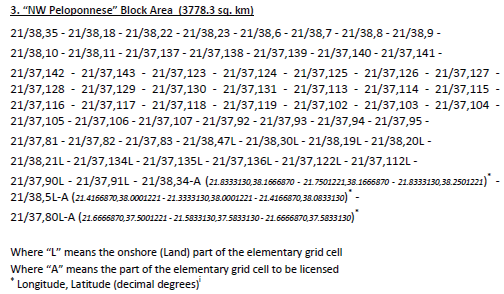 3. “NW Peloponnese” Block Area (3778.3 sq. km)
21/38,35 - 21/38,18 - 21/38,22 - 21/38,23 - 21/38,6 - 21/38,7 - 21/38,8 - 21/38,9 -
21/38,10 - 21/38,11 - 21/37,137 - 21/37,138 - 21/37,139 - 21/37,140 - 21/37,141 -
21/37,142 - 21/37,143 - 21/37,123 - 21/37,124 - 21/37,125 - 21/37,126 - 21/37,127 -
21/37,128 - 21/37,129 - 21/37,130 - 21/37,131 - 21/37,113 - 21/37,114 - 21/37,115 -
21/37,116 - 21/37,117 - 21/37,118 - 21/37,119 - 21/37,102 - 21/37,103 - 21/37,104 -
21/37,105 - 21/37,106 - 21/37,107 - 21/37,92 - 21/37,93 - 21/37,94 - 21/37,95 -
21/37,81 - 21/37,82 - 21/37,83 - 21/38,47L - 21/38,30L - 21/38,19L - 21/38,20L -
21/38,21L - 21/37,134L - 21/37,135L - 21/37,136L - 21/37,122L - 21/37,112L -
21/37,90L - 21/37,91L - 21/38,34-A (21.8333130,38.1666870 - 21.7501221,38.1666870 - 21.8333130,38.2501221)* -
21/38,5L-A (21.4166870,38.0001221 - 21.3333130,38.0001221 - 21.4166870,38.0833130)* -
21/37,80L-A (21.6666870,37.5001221 - 21.5833130,37.5833130 - 21.6666870,37.5833130)*
Where “L” means the onshore (Land) part of the elementary grid cell
Where “A” means the part of the elementary grid cell to be licensed
* Longitude, Latitude (decimal degrees)i